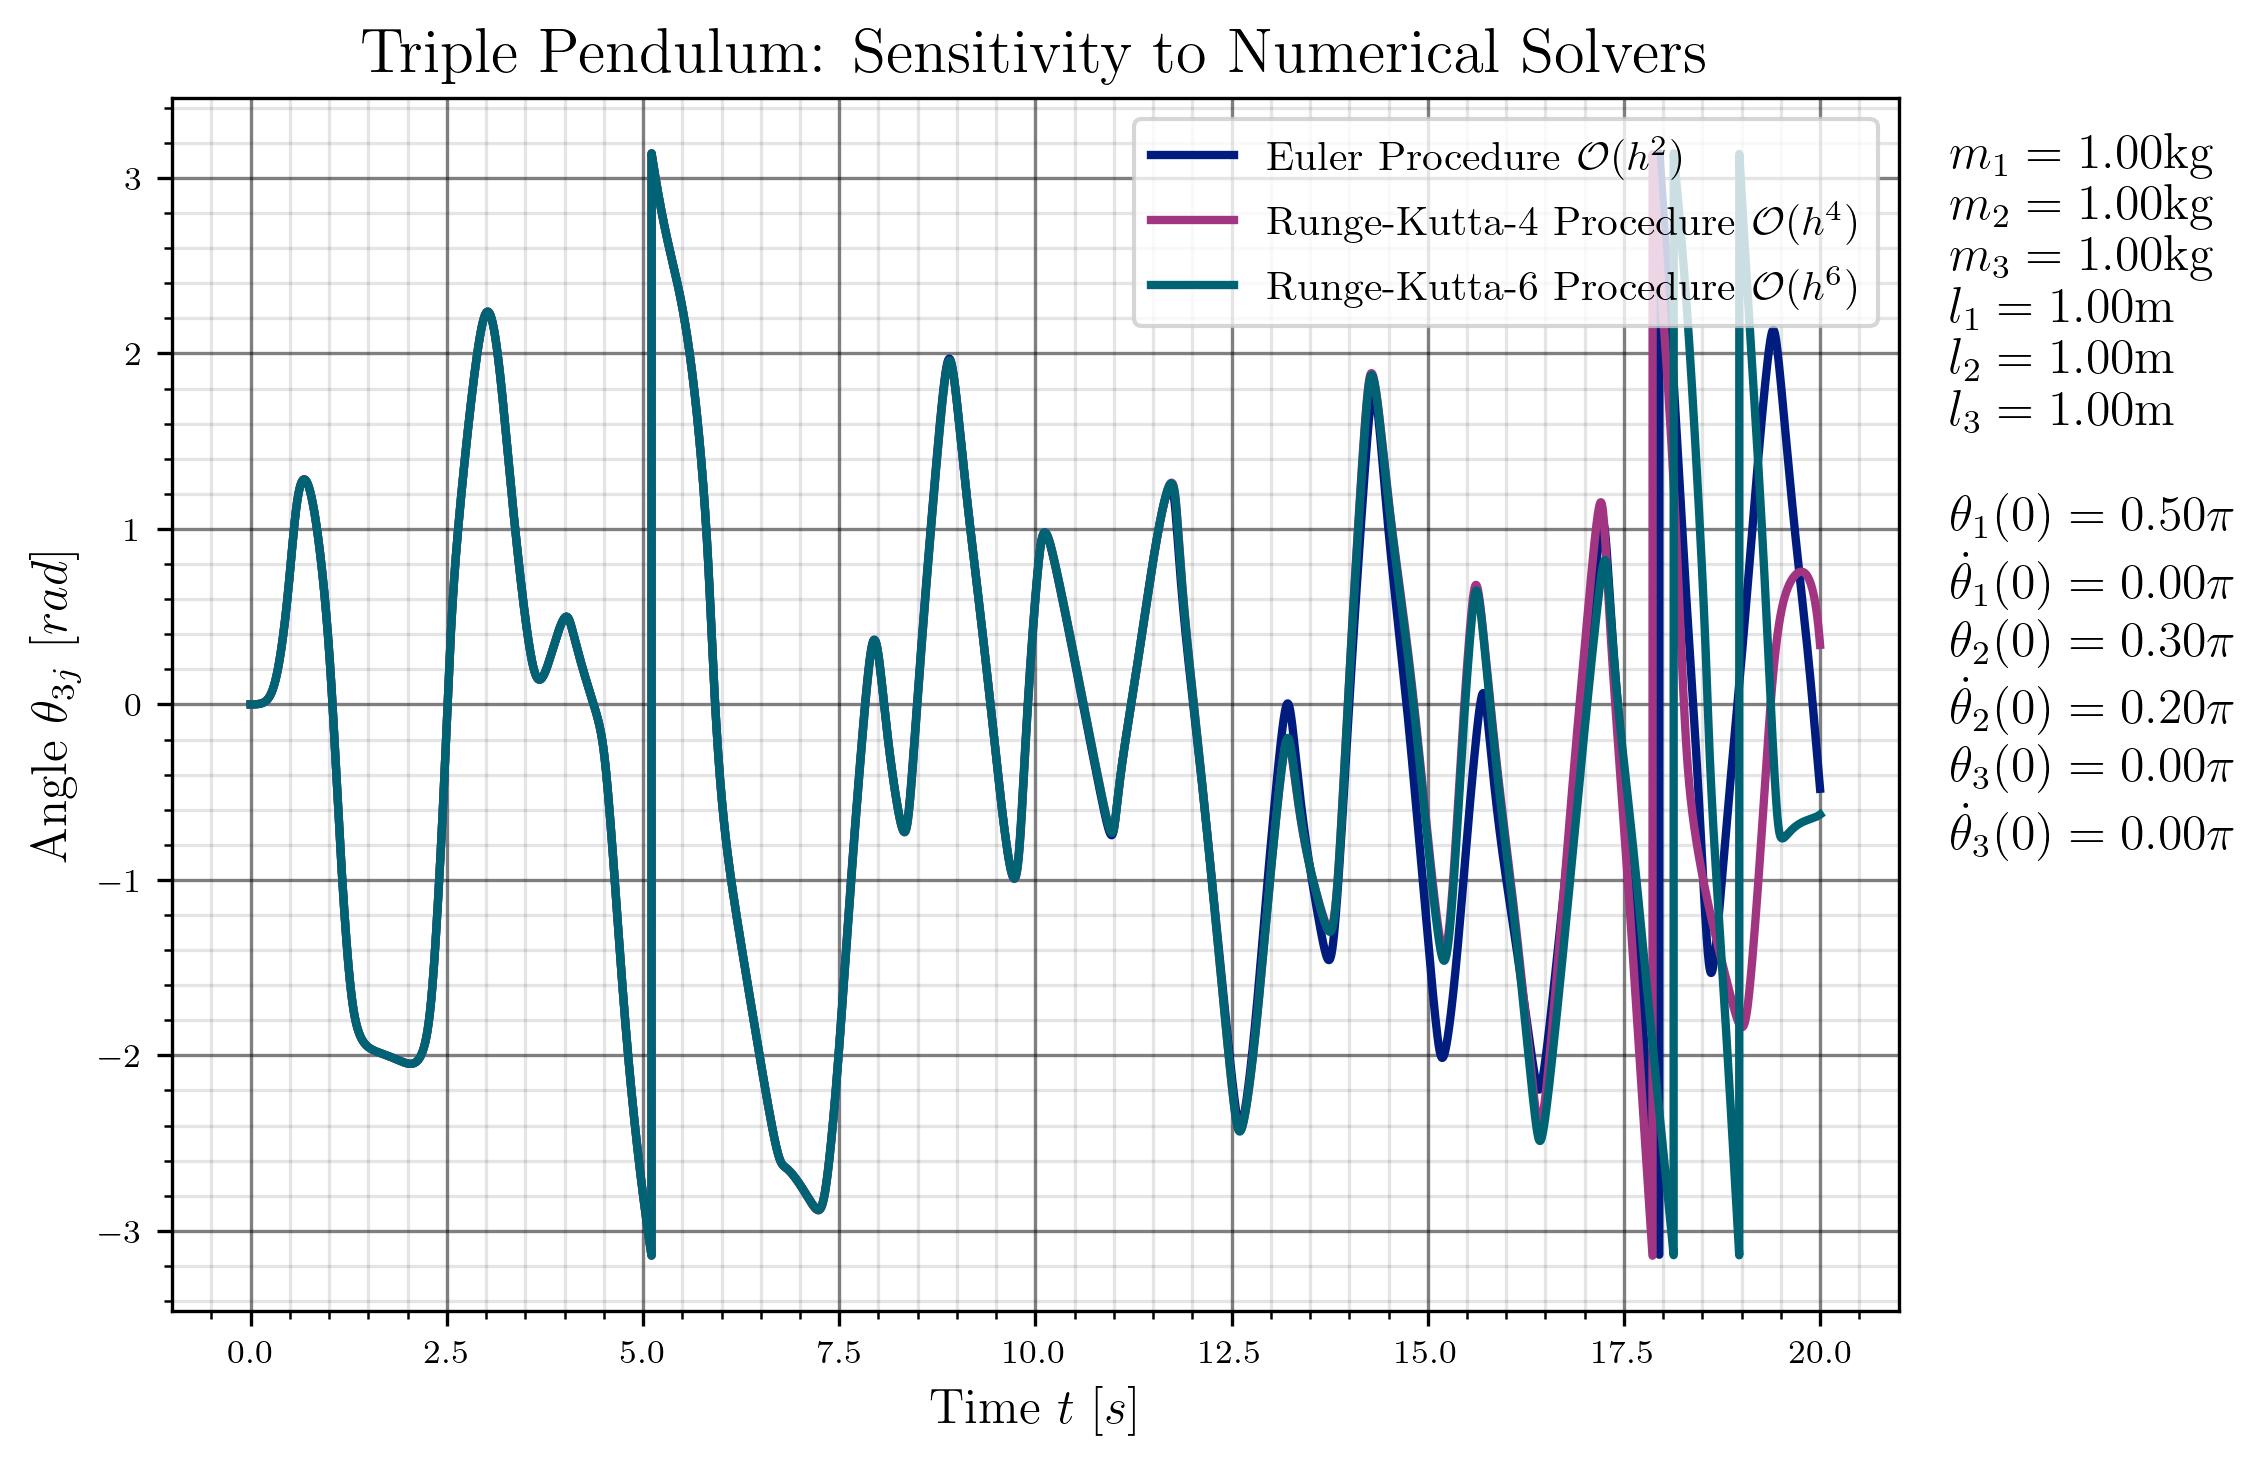 Triple Pendulum: Sensitivity to Numerical Solvers
Euler Procedure 𝒪(h²)
Runge-Kutta-4 Procedure 𝒪(h⁴)
Runge-Kutta-6 Procedure 𝒪(h⁶)
m₁ = 1.00kg
m₂ = 1.00kg
m₃ = 1.00kg
l₁ = 1.00m
l₂ = 1.00m
l₃ = 1.00m
θ₁(0) = 0.50π
θ̇₁(0) = 0.00π
θ₂(0) = 0.30π
θ̇₂(0) = 0.20π
θ₃(0) = 0.00π
θ̇₃(0) = 0.00π
Angle θ₃ⱼ [rad]
3
2
1
0
−1
−2
−3
0.0 2.5 5.0 7.5 10.0 12.5 15.0 17.5 20.0
Time t [s]